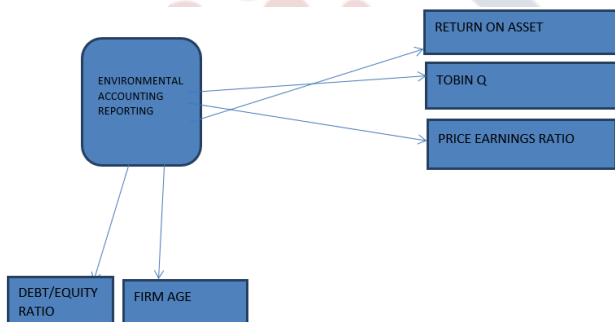 RETURN ON ASSET
ENVIRONMENTAL
ACCOUNTING
REPORTING
TOBIN Q
PRICE EARNINGS RATIO
DEBT/EQUITY
RATIO
FIRM AGE